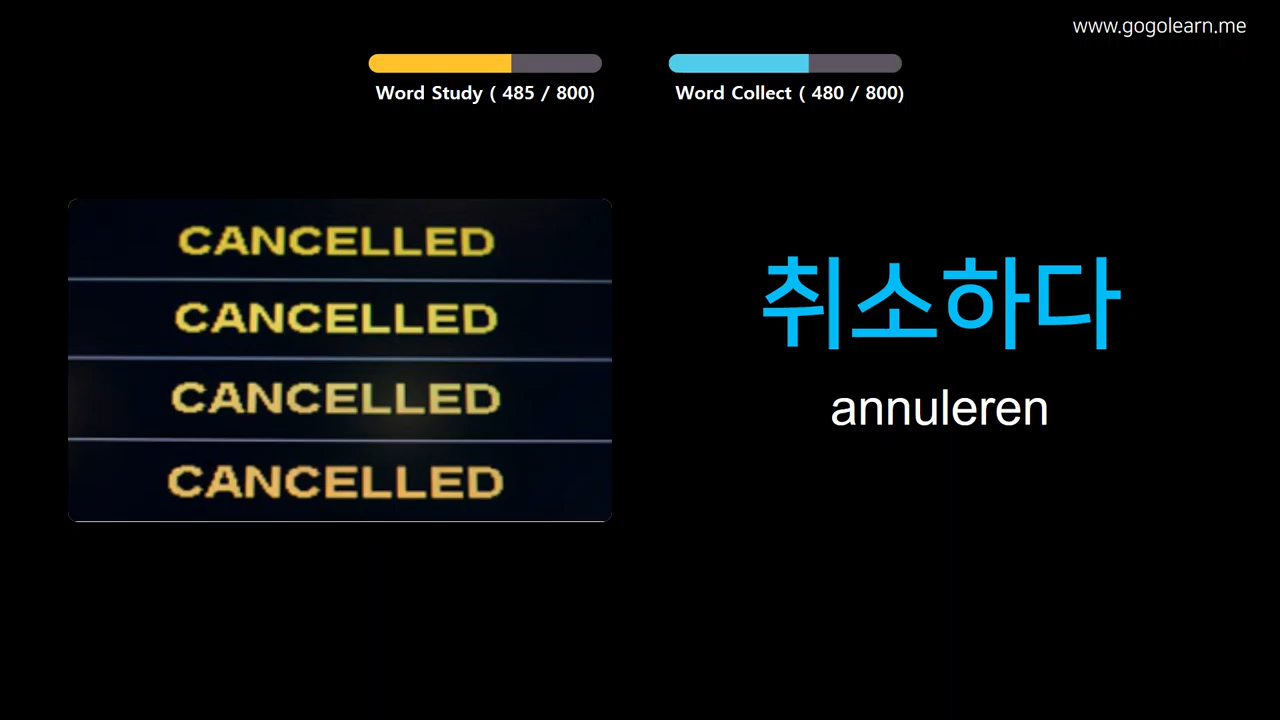 www.gogolearn.me
Word Study ( 485 / 800)
Word Collect ( 480 / 800)
CANCELLED
CANCELLED
CANCELLED
CANCELLED
취소하다
annuleren